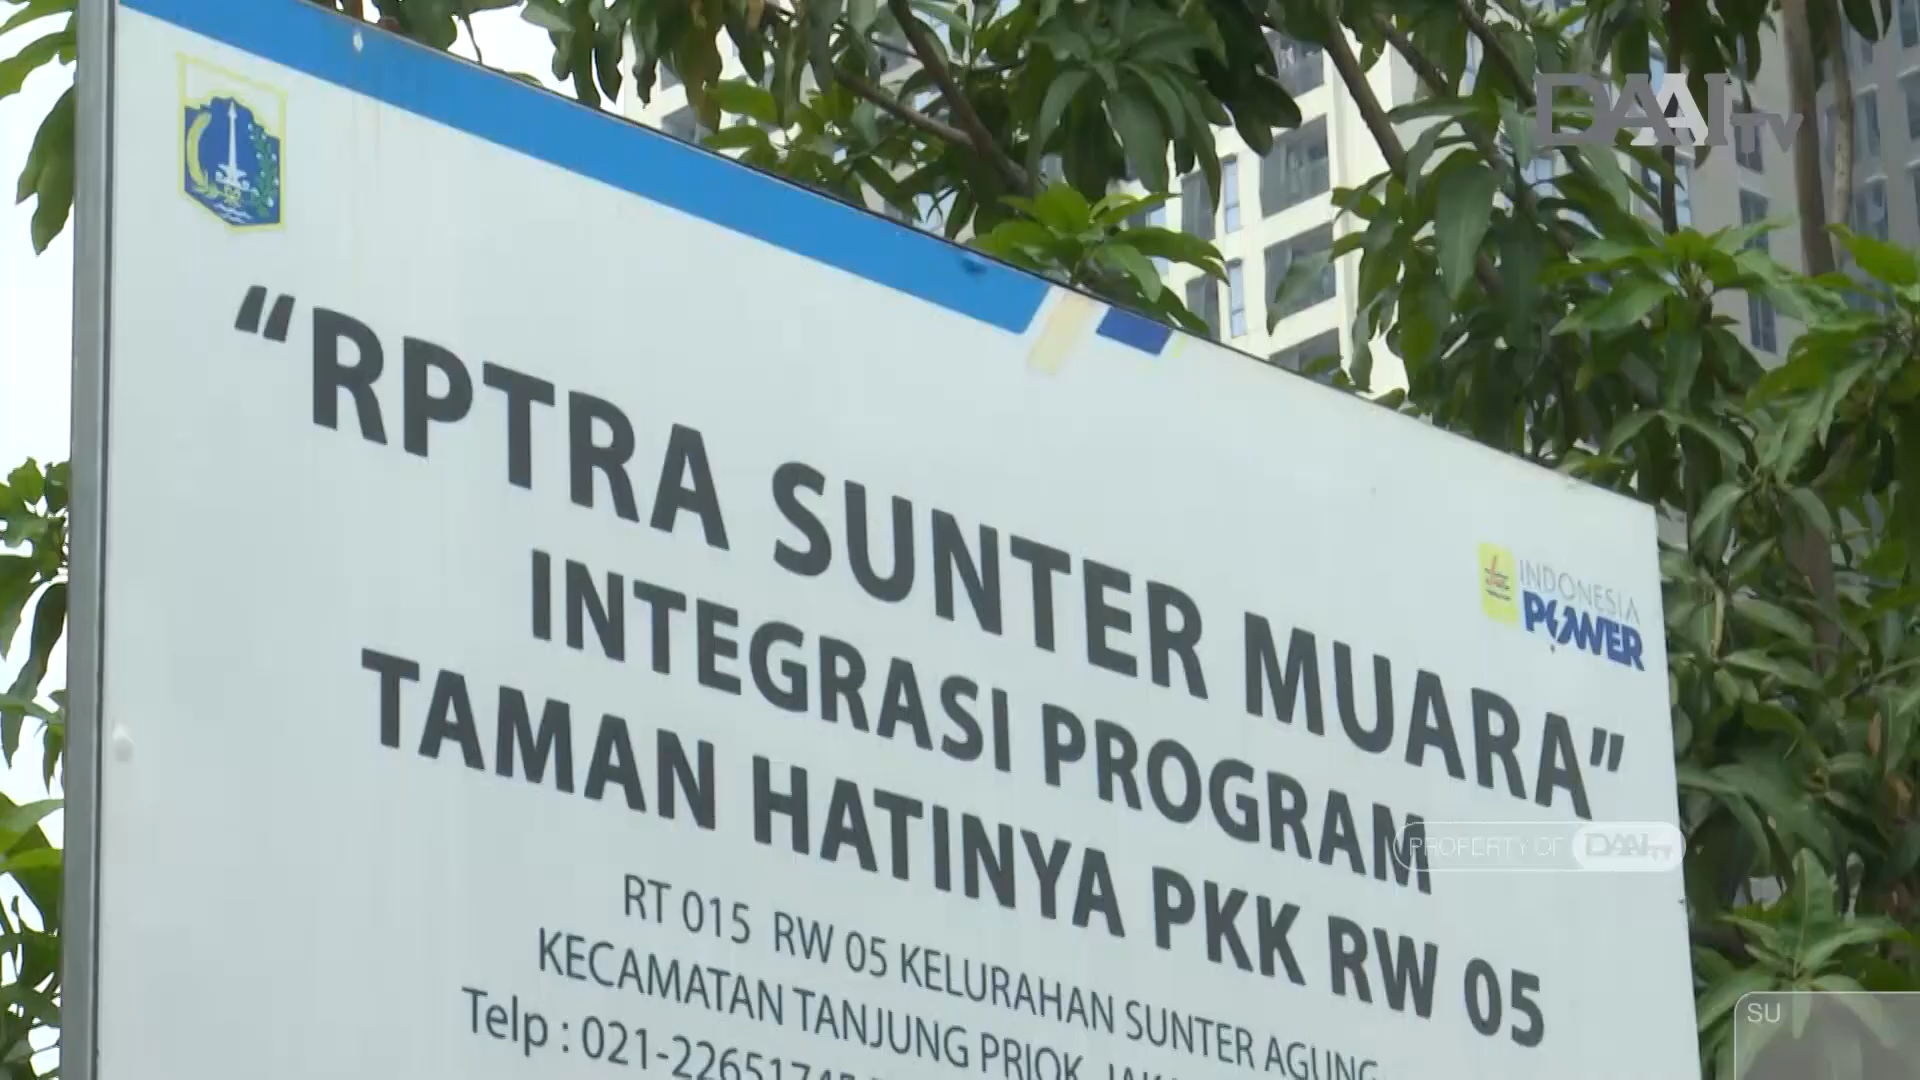 DAAI TV
“RPTRA SUNTER MUARA”
INDONESIA
POWER
INTEGRASI PROGRAM
TAMAN HATINYA PKK RW 05
PROPERTY OF DAAI TV
RT 015 RW 05 KELURAHAN SUNTER AGUNG
KECAMATAN TANJUNG PRIOK,
Telp : 021-2265174
SU